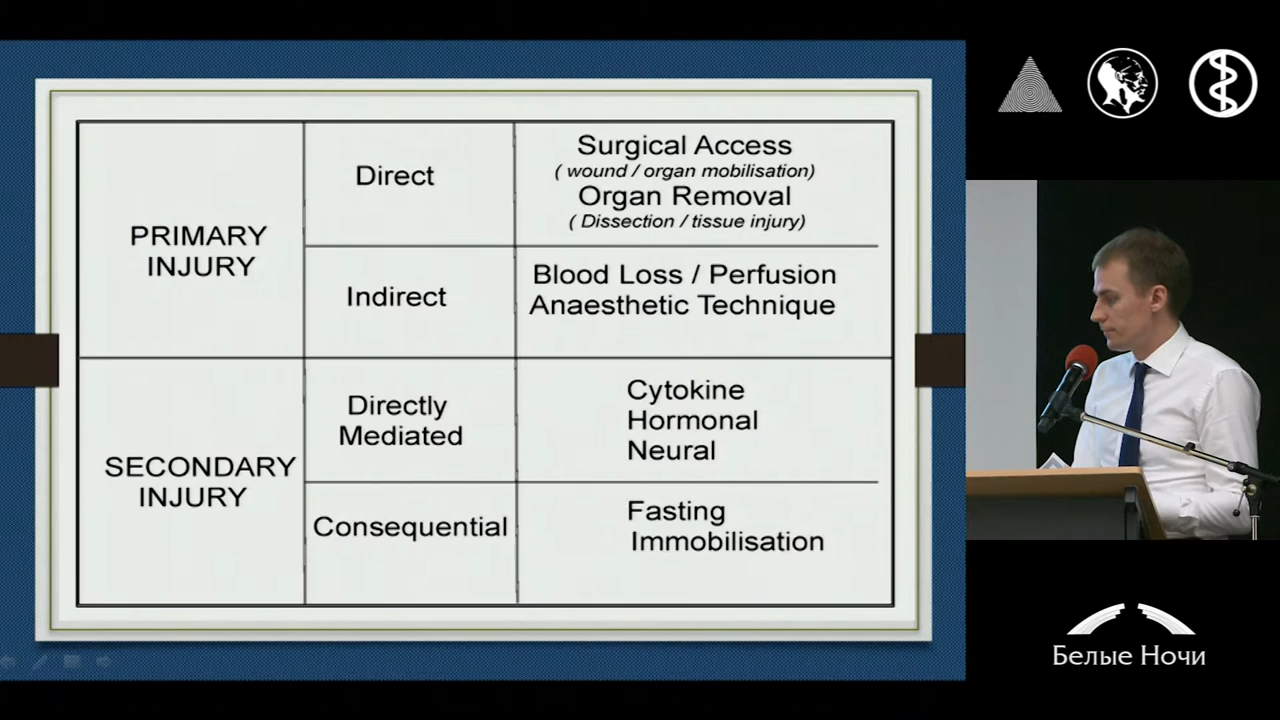 PRIMARY
INJURY
Direct
Surgical Access
( wound / organ mobilisation)
Organ Removal
( Dissection / tissue injury)
Indirect
Blood Loss / Perfusion
Anaesthetic Technique
SECONDARY
INJURY
Directly
Mediated
Cytokine
Hormonal
Neural
Consequential
Fasting
Immobilisation
Белые Ночи